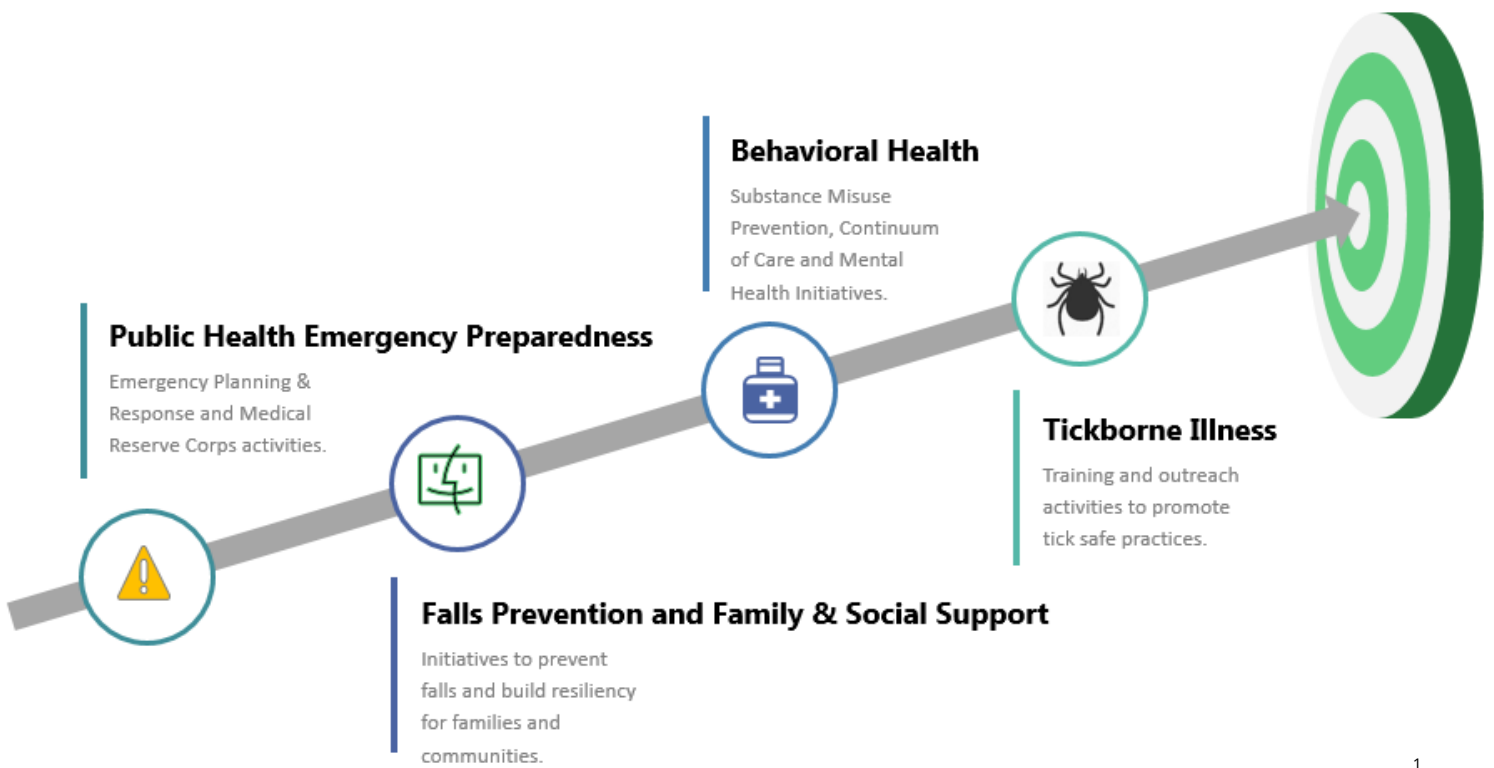 Behavioral Health
Substance Misuse
Prevention, Continuum
of Care and Mental
Health Initiatives.
Public Health Emergency Preparedness
Emergency Planning &
Response and Medical
Reserve Corps activities.
Tickborne Illness
Training and outreach
activities to promote
tick safe practices.
Falls Prevention and Family & Social Support
Initiatives to prevent
falls and build resiliency
for families and
communities.
1